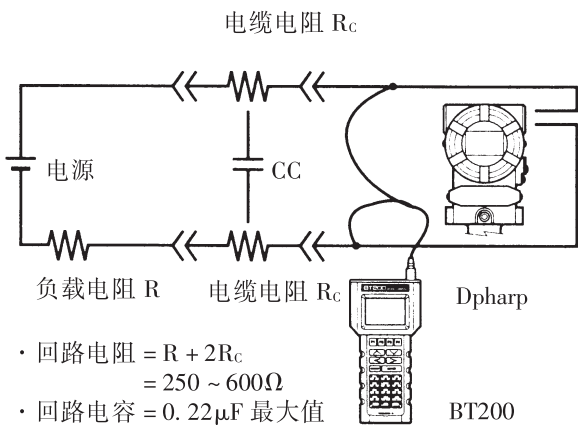 电缆电阻 Rc
电源
CC
负载电阻 R
电缆电阻 Rc
Dpharp
· 回路电阻 = R + 2Rc
= 250 ~ 600Ω
· 回路电容 = 0. 22μF 最大值
BT200